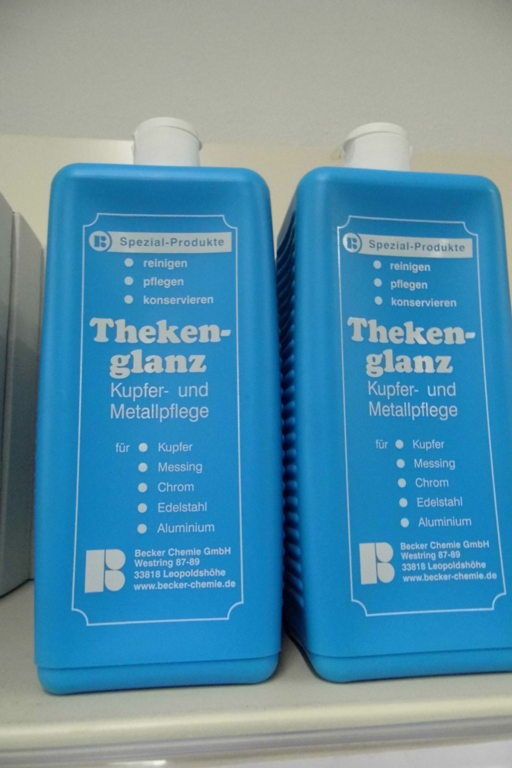 B Spezial-Produkte
• reinigen
• pflegen
• konservieren
Theken-
glanz
Kupfer- und
Metallpflege
für • Kupfer
• Messing
• Chrom
• Edelstahl
• Aluminium
B Becker Chemie GmbH
Westring 87-89
33818 Leopoldshöhe
www.becker-chemie.de
B Spezial-Produkte
• reinigen
• pflegen
• konservieren
Theken-
glanz
Kupfer- und
Metallpflege
für • Kupfer
• Messing
• Chrom
• Edelstahl
• Aluminium
B Becker Chemie GmbH
Westring 87-89
33818 Leopoldshöhe
www.becker-chemie.de